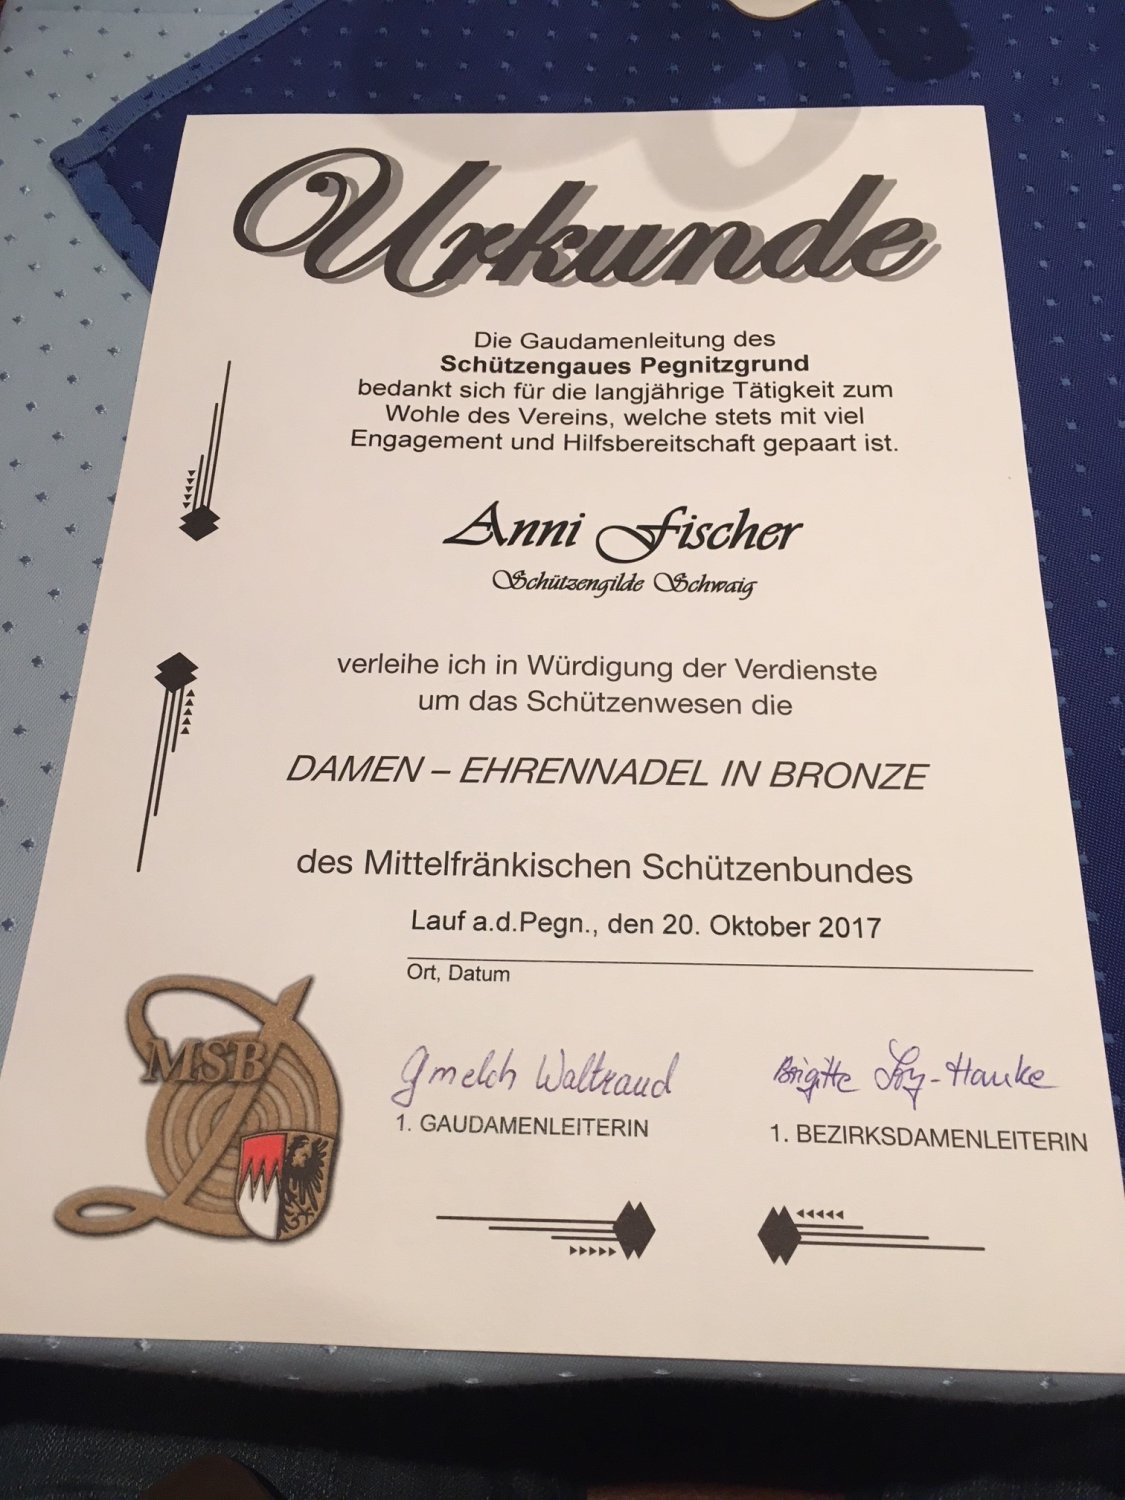 Urkunde
Die Gaudamenleitung des
Schützengaues Pegnitzgrund
bedankt sich für die langjährige Tätigkeit zum
Wohle des Vereins, welche stets mit viel
Engagement und Hilfsbereitschaft gepaart ist.
Anni Fischer
Schützengilde Schwaig
verleihe ich in Würdigung der Verdienste
um das Schützenwesen die
DAMEN – EHRENNADEL IN BRONZE
des Mittelfränkischen Schützenbundes
Lauf a.d.Pegn., den 20. Oktober 2017
Ort, Datum
MSB
Gmelch Waltraud
1. GAUDAMENLEITERIN
Brigitte
1. BEZIRKSDAMENLEITERIN